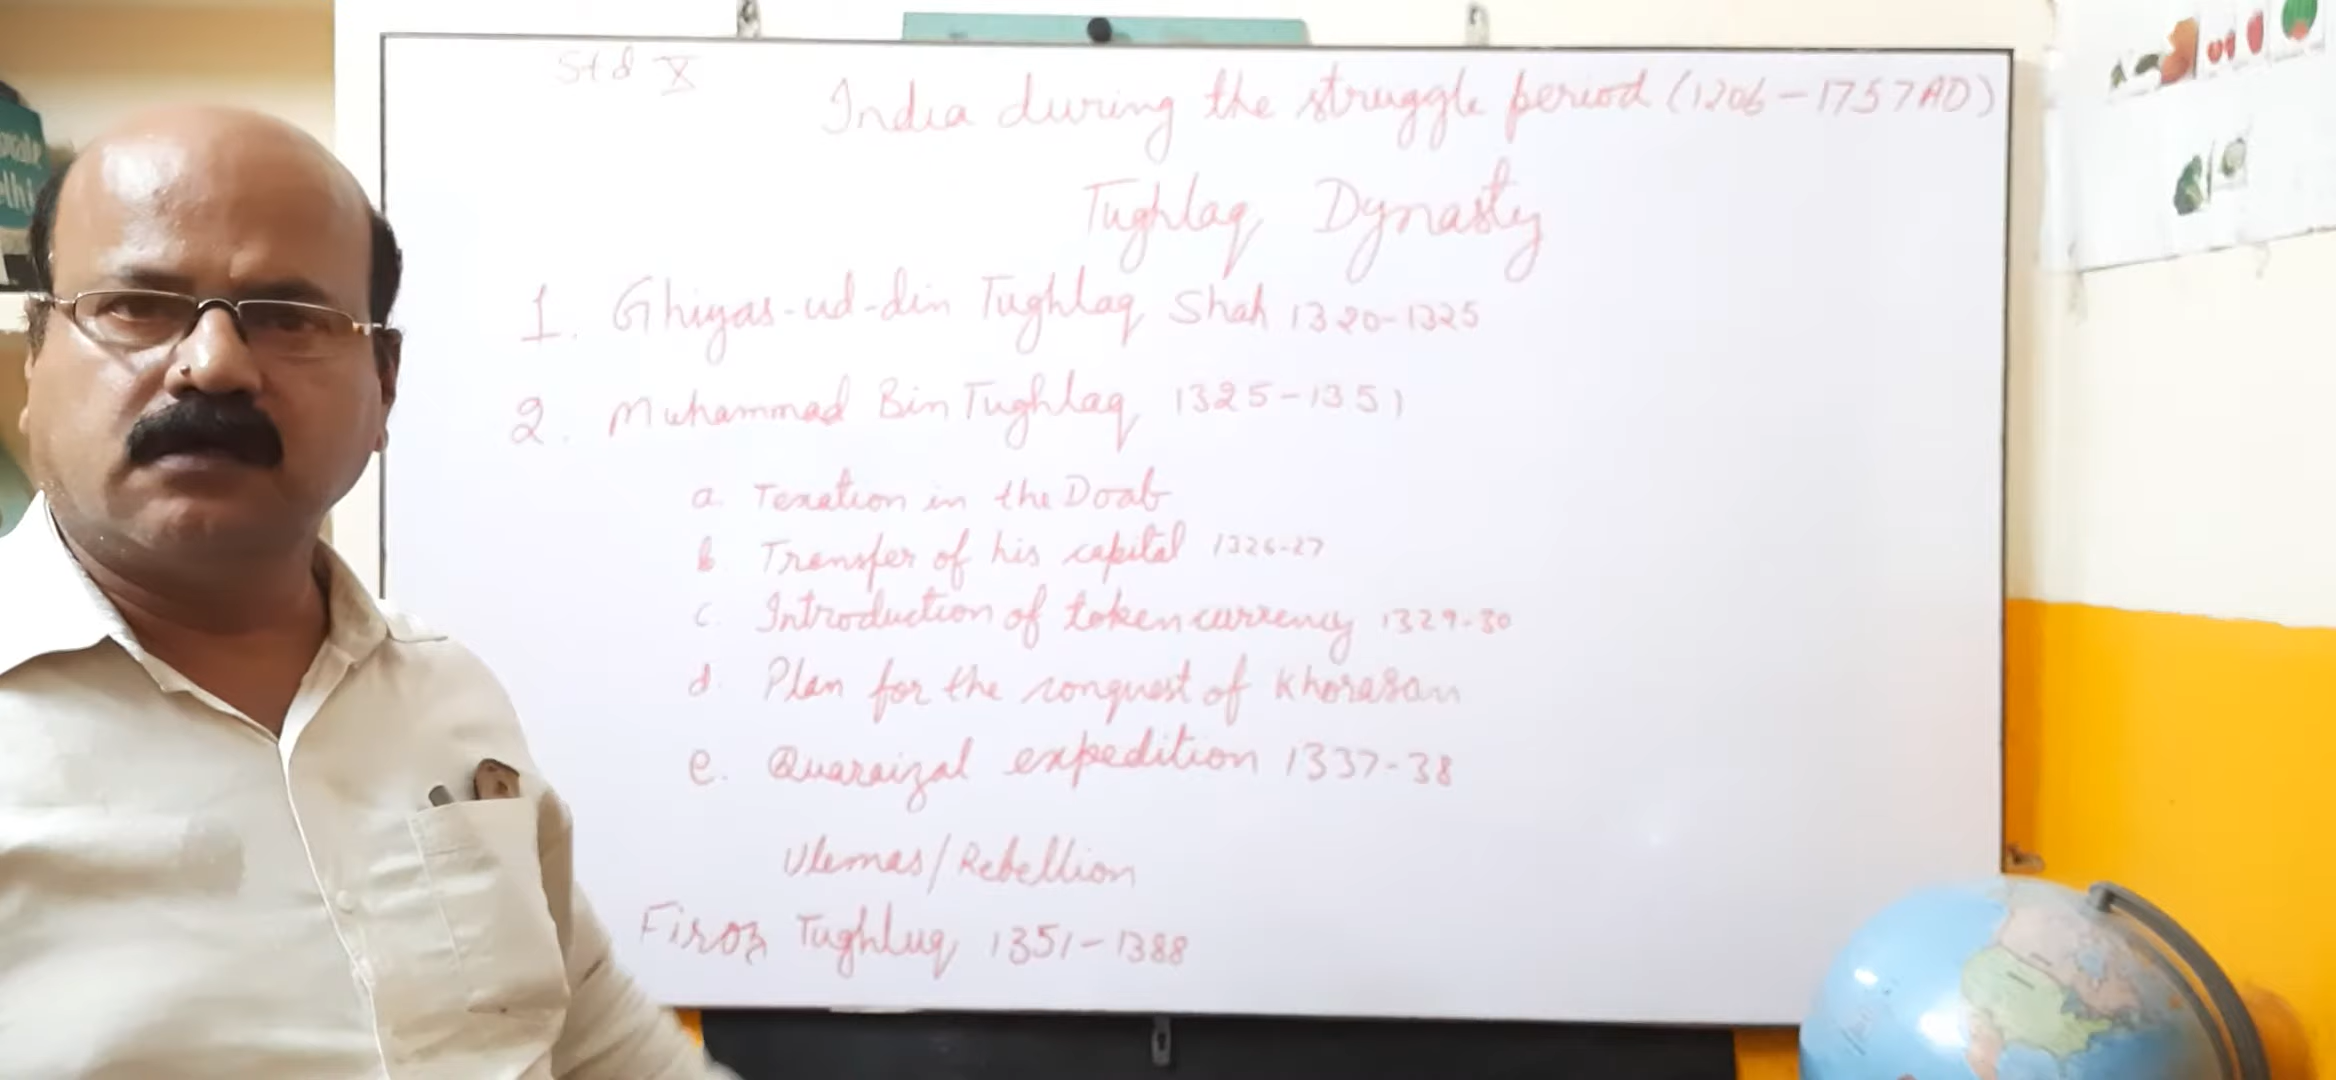 Std X
India during the struggle period (1206-1757AD)
Tughlaq Dynasty
1. Ghiyas-ud-din Tughlaq Shah 1320-1325
2. Muhammad Bin Tughlaq 1325-1351
a. Taxation in the Doab
b Transfer of his capital 1326-27
c. Introduction of token currency 1329-30
d. Plan for the conquest of Khorasan
e. Quaraizal expedition 1337-38
Ulemas/Rebellion
Firoz Tughluq 1351-1388